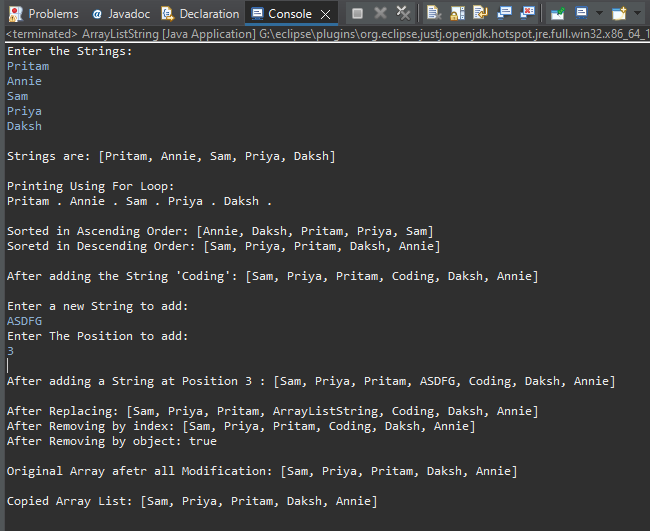 Problems @ Javadoc Declaration Console
<terminated> ArrayListString [Java Application] G:\eclipse\plugins\org.eclipse.justj.openjdk.hotspot.jre.full.win32.x86_64_1
Enter the Strings:
Pritam
Annie
Sam
Priya
Daksh
Strings are: [Pritam, Annie, Sam, Priya, Daksh]
Printing Using For Loop:
Pritam . Annie . Sam . Priya . Daksh .
Sorted in Ascending Order: [Annie, Daksh, Pritam, Priya, Sam]
Soretd in Descending Order: [Sam, Priya, Pritam, Daksh, Annie]
After adding the String 'Coding': [Sam, Priya, Pritam, Coding, Daksh, Annie]
Enter a new String to add:
ASDFG
Enter The Position to add:
3
After adding a String at Position 3 : [Sam, Priya, Pritam, ASDFG, Coding, Daksh, Annie]
After Replacing: [Sam, Priya, Pritam, ArrayListString, Coding, Daksh, Annie]
After Removing by index: [Sam, Priya, Pritam, Coding, Daksh, Annie]
After Removing by object: true
Original Array afetr all Modification: [Sam, Priya, Pritam, Daksh, Annie]
Copied Array List: [Sam, Priya, Pritam, Daksh, Annie]